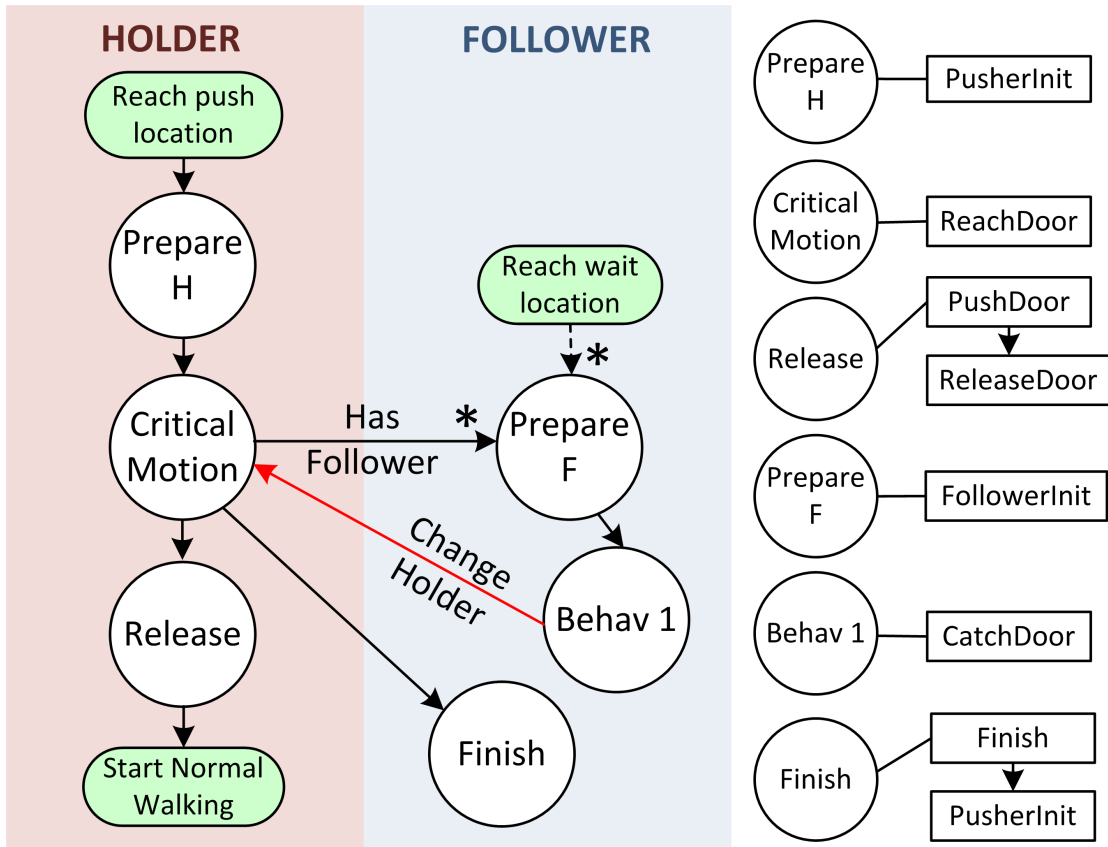 HOLDER
FOLLOWER
Reach push
location
Prepare
H
Critical
Motion
Has
Follower
*
Change
Holder
Release
Start Normal
Walking
Reach wait
location
*
Prepare
F
Behav 1
Finish
Prepare
H
PusherInit
Critical
Motion
ReachDoor
Release
PushDoor
ReleaseDoor
Prepare
F
FollowerInit
Behav 1
CatchDoor
Finish
Finish
PusherInit